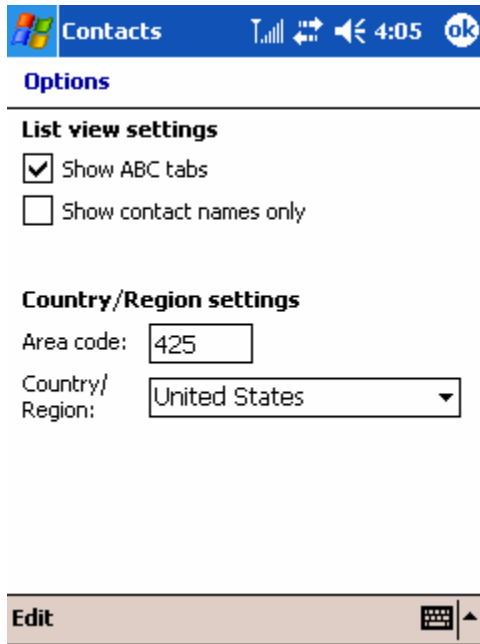 Contacts 4:05 ok
Options
List view settings
Show ABC tabs
Show contact names only
Country/Region settings
Area code: 425
Country/
Region: United States
Edit